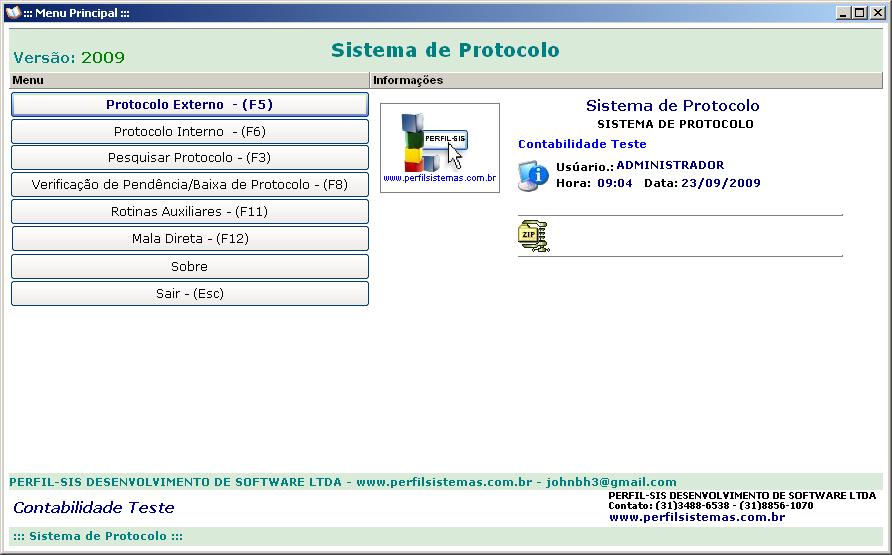 ::: Menu Principal :::
Versão: 2009
Sistema de Protocolo
Menu
Informações
Protocolo Externo - (F5)
Protocolo Interno - (F6)
Pesquisar Protocolo - (F3)
Verificação de Pendência/Baixa de Protocolo - (F8)
Rotinas Auxiliares - (F11)
Mala Direta - (F12)
Sobre
Sair - (Esc)
PERFIL-SIS
www.perfilsistemas.com.br
Sistema de Protocolo
SISTEMA DE PROTOCOLO
Contabilidade Teste
Usúario.: ADMINISTRADOR
Hora: 09:04 Data: 23/09/2009
ZIP
PERFIL-SIS DESENVOLVIMENTO DE SOFTWARE LTDA - www.perfilsistemas.com.br - johnbh3@gmail.com
Contabilidade Teste
PERFIL-SIS DESENVOLVIMENTO DE SOFTWARE LTDA
Contato: (31)3488-6538 - (31)8856-1070
www.perfilsistemas.com.br
::: Sistema de Protocolo :::